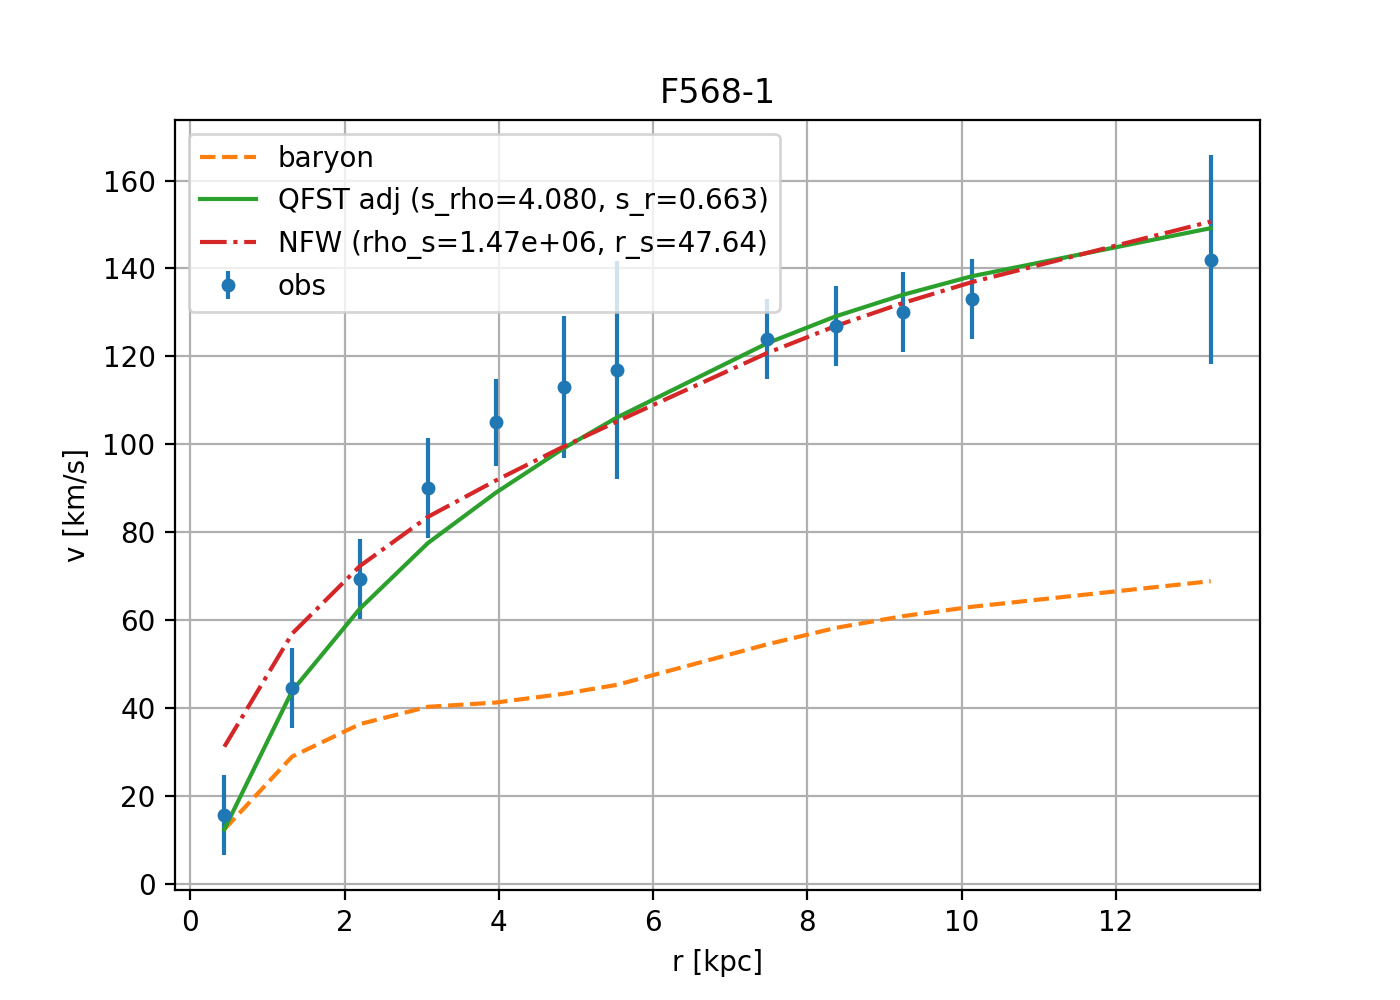 F568-1
baryon
QFST adj (s_rho=4.080, s_r=0.663)
NFW (rho_s=1.47e+06, r_s=47.64)
obs
160
140
120
100
80
60
40
20
0
v [km/s]
0 2 4 6 8 10 12
r [kpc]